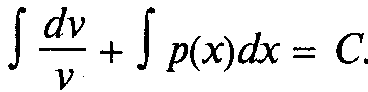 ∫ dv/v + ∫ p(x)dx = C.